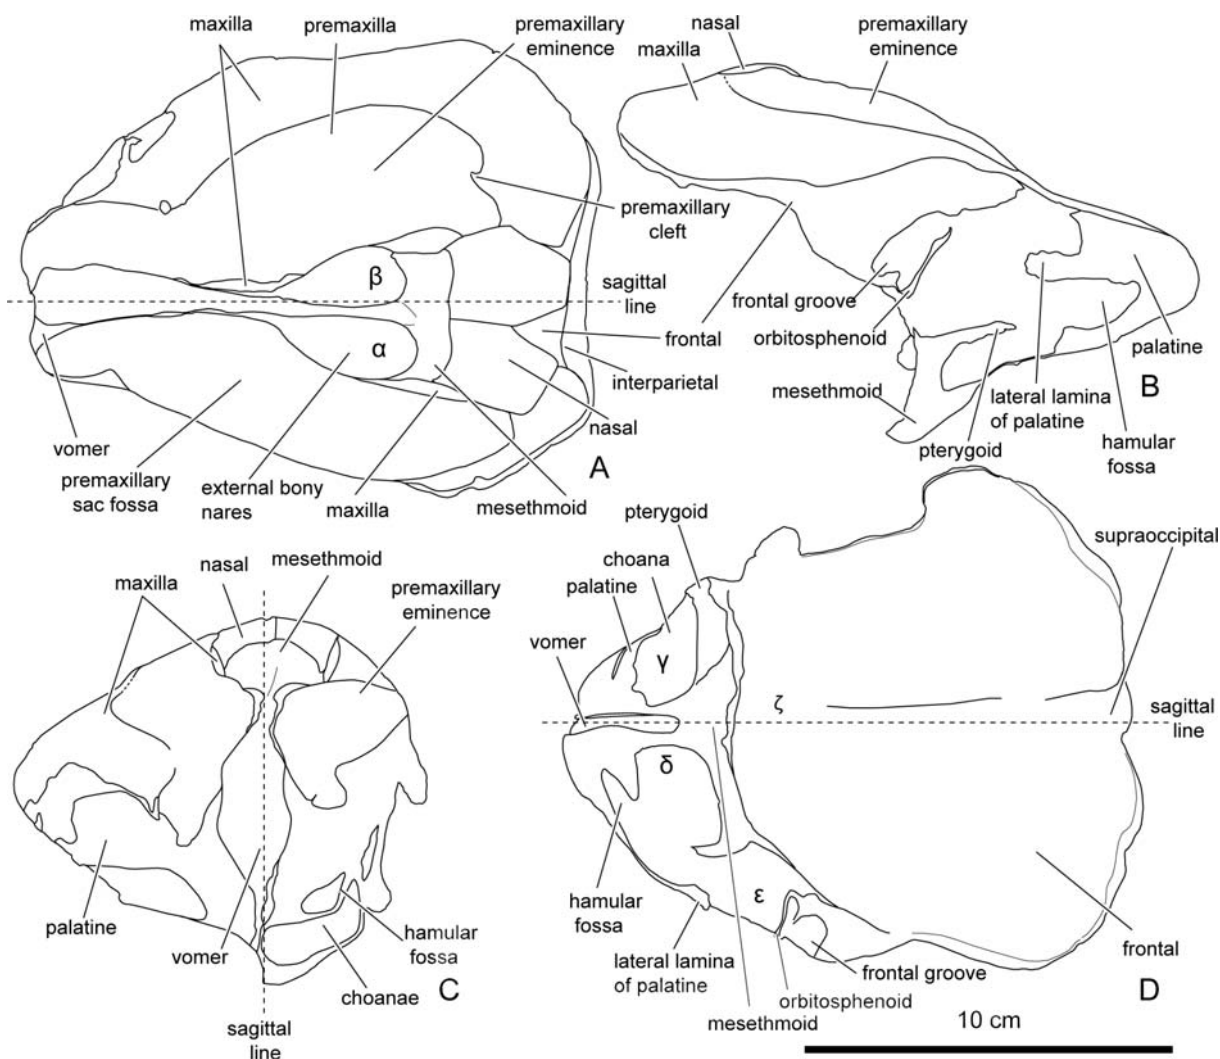 maxilla
premaxilla
premaxillary
eminence
β
premaxillary
cleft
sagittal
line
α
frontal
interparietal
nasal
vomer
premaxillary
sac fossa
external bony
nares
maxilla
maxilla
mesethmoid
A
nasal
maxilla
premaxillary
eminence
frontal groove
orbitosphenoid
palatine
mesethmoid
lateral lamina
of palatine
pterygoid
hamular
fossa
B
nasal
mesethmoid
maxilla
premaxillary
eminence
palatine
vomer
hamular
fossa
choanae
C
sagittal
line
pterygoid
choana
palatine
vomer
supraoccipital
γ
ζ
sagittal
line
δ
ε
hamular
fossa
lateral lamina
of palatine
frontal
frontal groove
orbitosphenoid
mesethmoid
D
10 cm